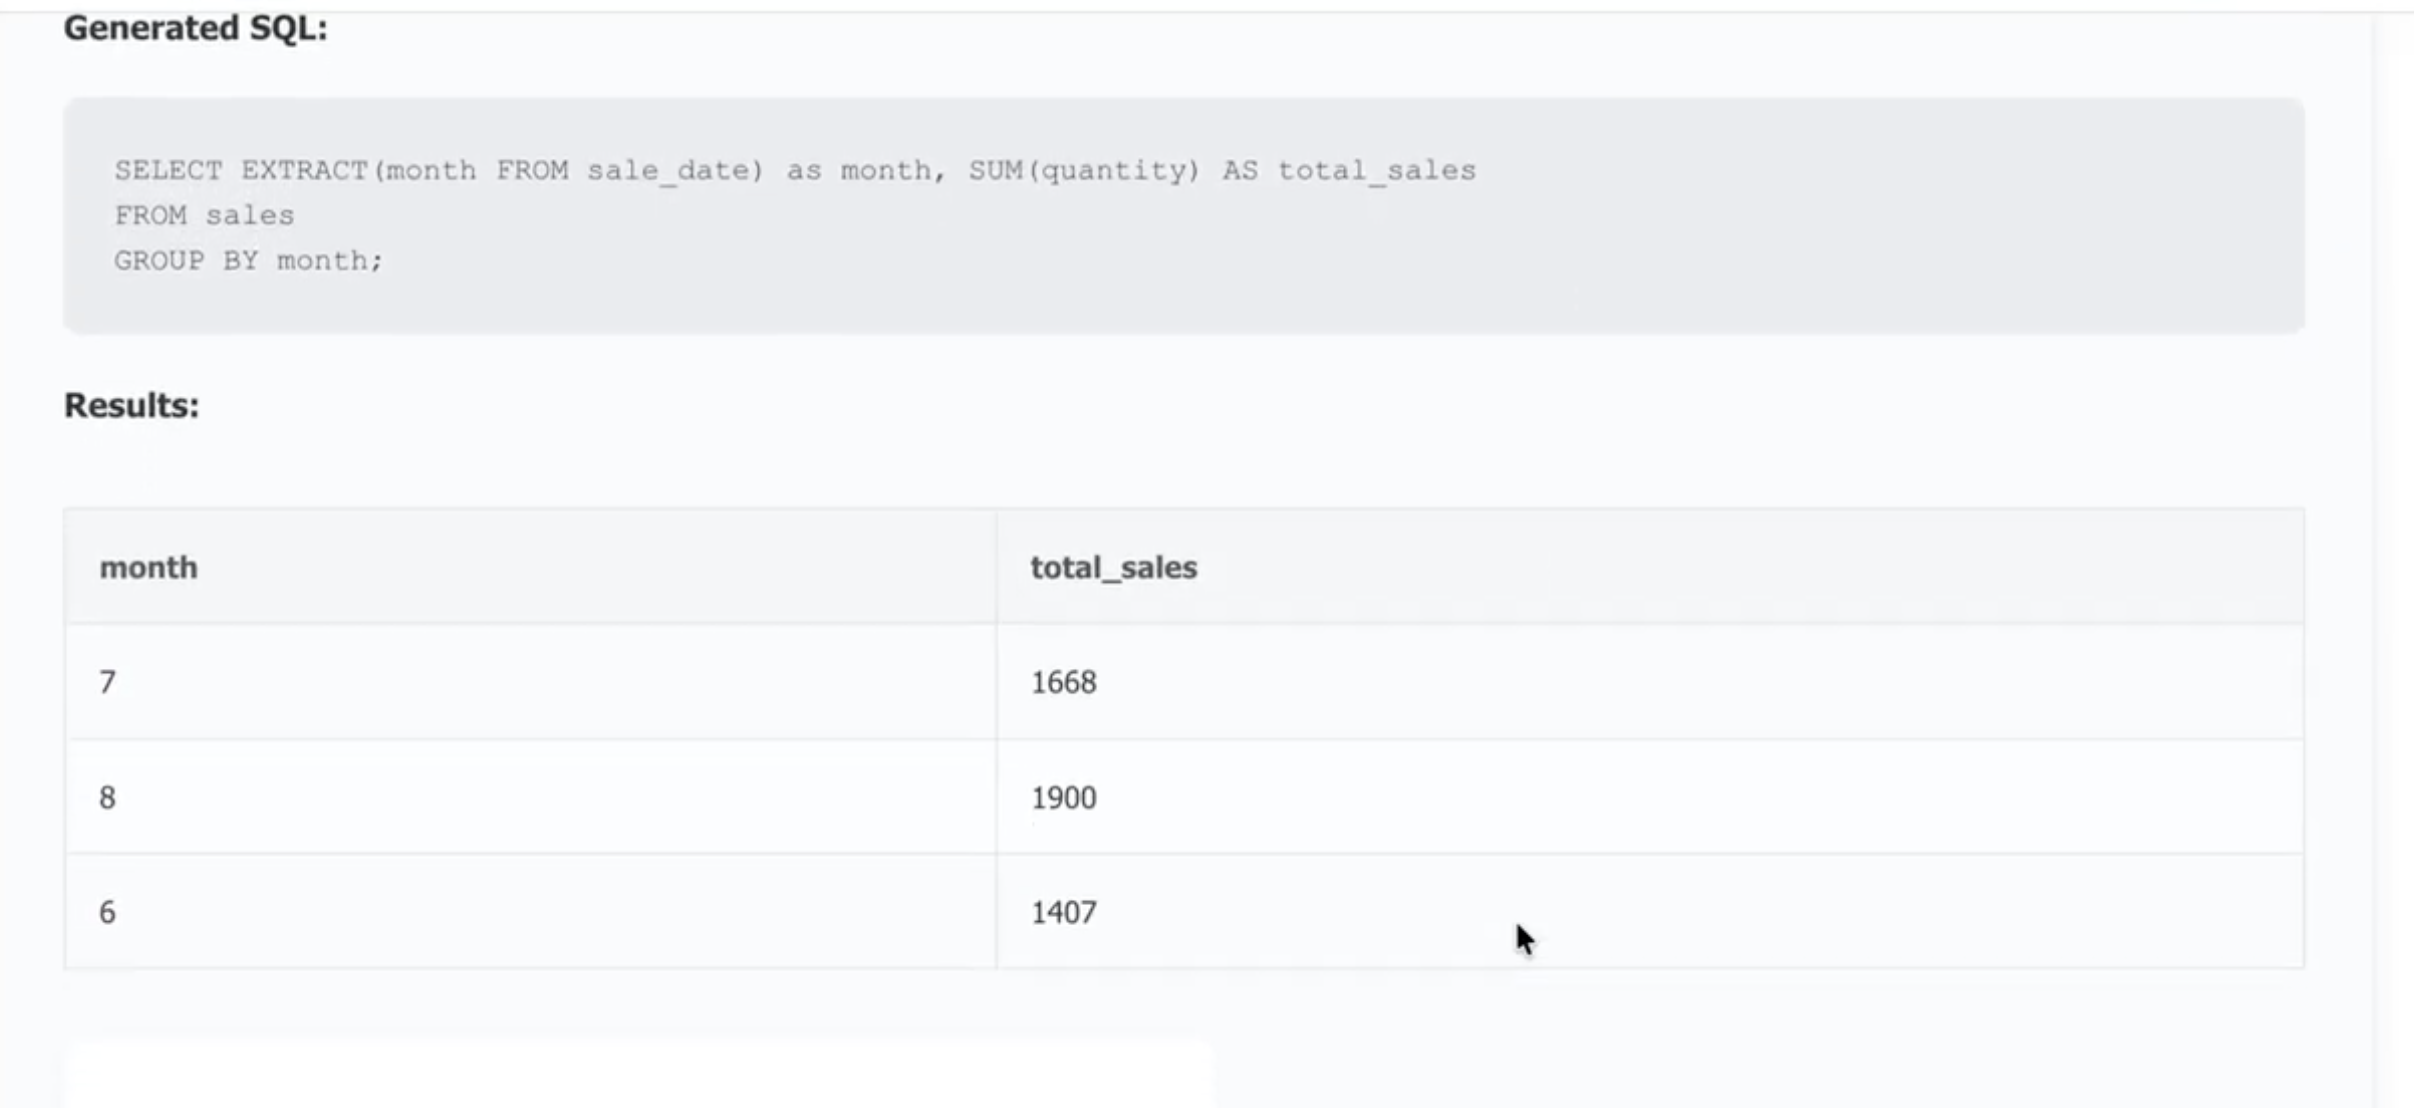 Generated SQL:
SELECT EXTRACT(month FROM sale_date) as month, SUM(quantity) AS total_sales
FROM sales
GROUP BY month;
Results:
month total_sales
7 1668
8 1900
6 1407